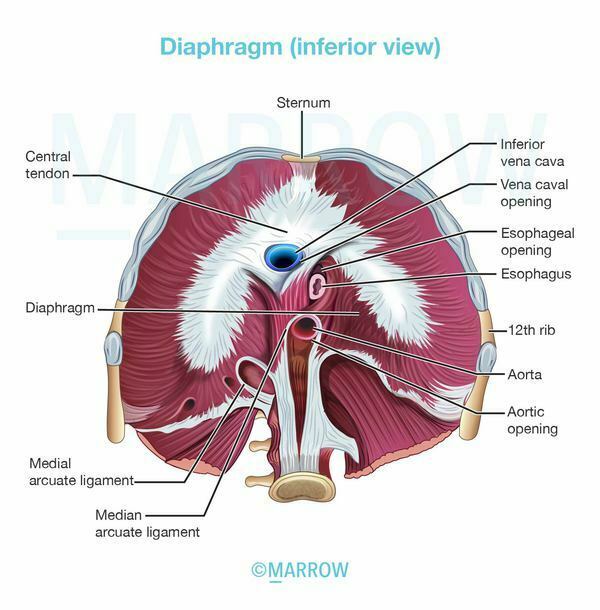 Diaphragm (inferior view)
MARROW
Sternum
Central
tendon
Inferior
vena cava
Vena caval
opening
Esophageal
opening
Esophagus
Diaphragm
12th rib
Aorta
Aortic
opening
Medial
arcuate ligament
Median
arcuate ligament
©MARROW